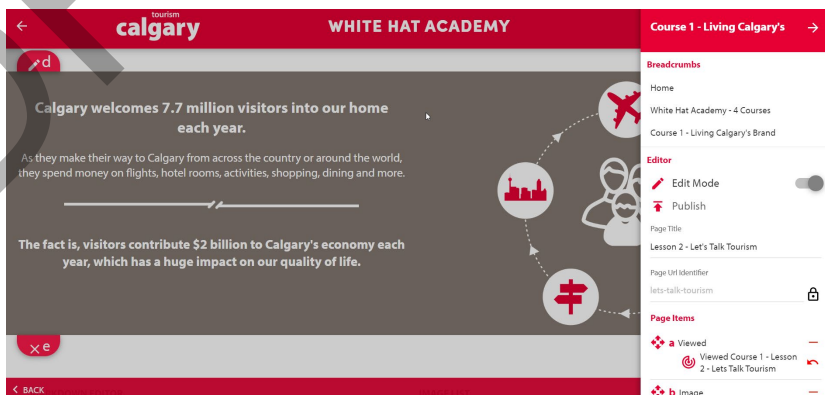 tourism
calgary
WHITE HAT ACADEMY
d
Calgary welcomes 7.7 million visitors into our home
each year.
As they make their way to Calgary from across the country or around the world,
they spend money on flights, hotel rooms, activities, shopping, dining and more.
The fact is, visitors contribute $2 billion to Calgary's economy each
year, which has a huge impact on our quality of life.
e
BACK
Course 1 - Living Calgary's
Breadcrumbs
Home
White Hat Academy - 4 Courses
Course 1 - Living Calgary's Brand
Editor
Edit Mode
Publish
Page Title
Lesson 2 - Let's Talk Tourism
Page Url Identifier
lets-talk-tourism
Page Items
a Viewed
Viewed Course 1 - Lesson
2 - Lets Talk Tourism
b Image